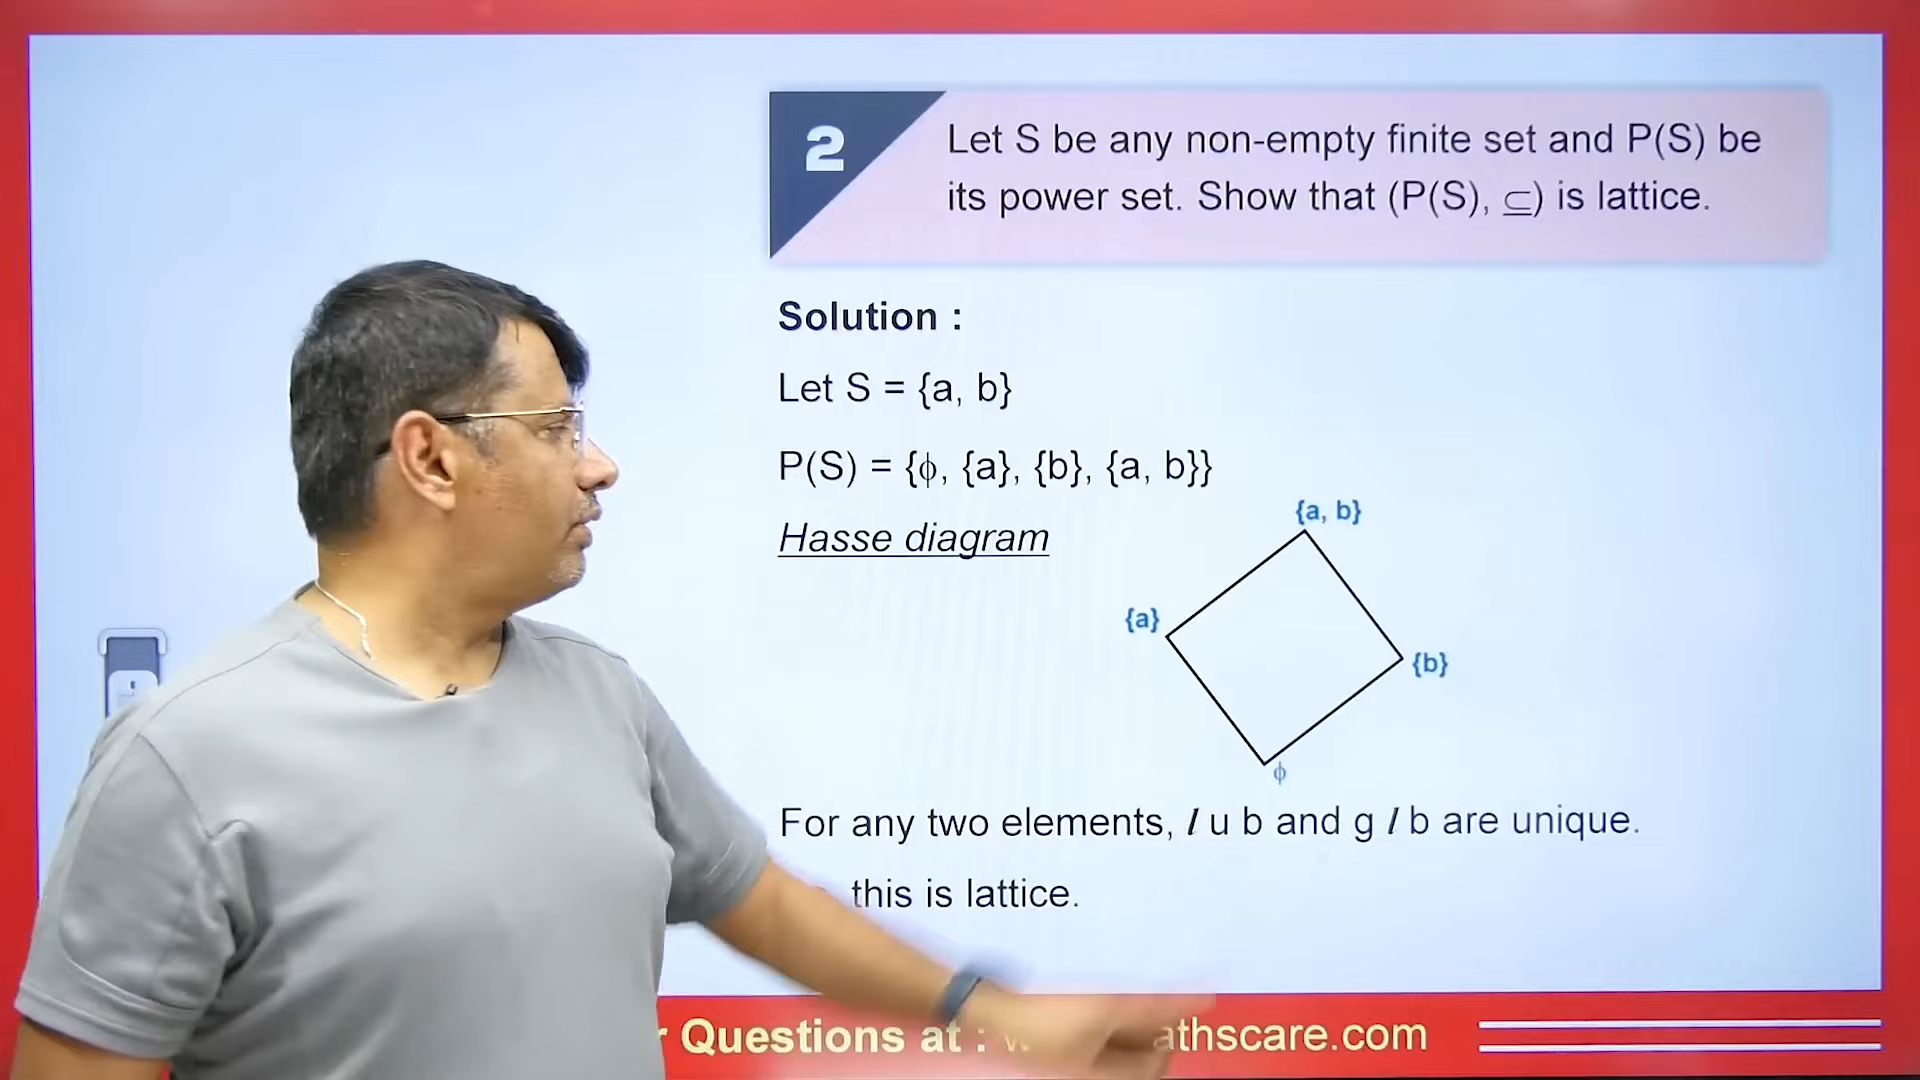 2
Let S be any non-empty finite set and P(S) be
its power set. Show that (P(S), ⊆) is lattice.
Solution :
Let S = {a, b}
P(S) = {ϕ, {a}, {b}, {a, b}}
Hasse diagram
{a, b}
{a}
{b}
ϕ
For any two elements, l u b and g l b are unique.
this is lattice.
Questions at :
athscare.com